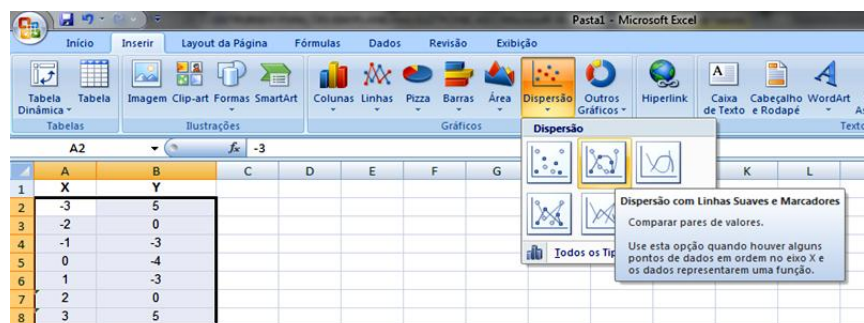 Pasta1 - Microsoft Excel
Início Inserir Layout da Página Fórmulas Dados Revisão Exibição
Tabela Dinâmica Tabela Imagem Clip-art Formas SmartArt Colunas Linhas Pizza Barras Área Dispersão Outros Gráficos Hiperlink Caixa de Texto Cabeçalho e Rodapé WordArt
Tabelas Ilustrações Gráficos Texto
Dispersão
A2 fx -3
A B C D E F G K L
1 X Y
2 -3 5
3 -2 0
4 -1 -3
5 0 -4
6 1 -3
7 2 0
8 3 5
Todos os Tip
Dispersão com Linhas Suaves e Marcadores
Comparar pares de valores.
Use esta opção quando houver alguns
pontos de dados em ordem no eixo X e
os dados representarem uma função.